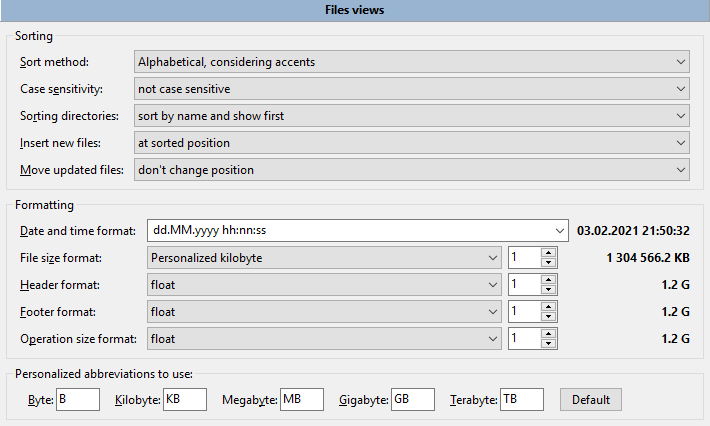 Files views
Sorting
Sort method: Alphabetical, considering accents
Case sensitivity: not case sensitive
Sorting directories: sort by name and show first
Insert new files: at sorted position
Move updated files: don't change position
Formatting
Date and time format: dd.MM.yyyy hh:nn:ss 03.02.2021 21:50:32
File size format: Personalized kilobyte 1 1 304 566.2 KB
Header format: float 1 1.2 G
Footer format: float 1 1.2 G
Operation size format: float 1 1.2 G
Personalized abbreviations to use:
Byte: B Kilobyte: KB Megabyte: MB Gigabyte: GB Terabyte: TB Default